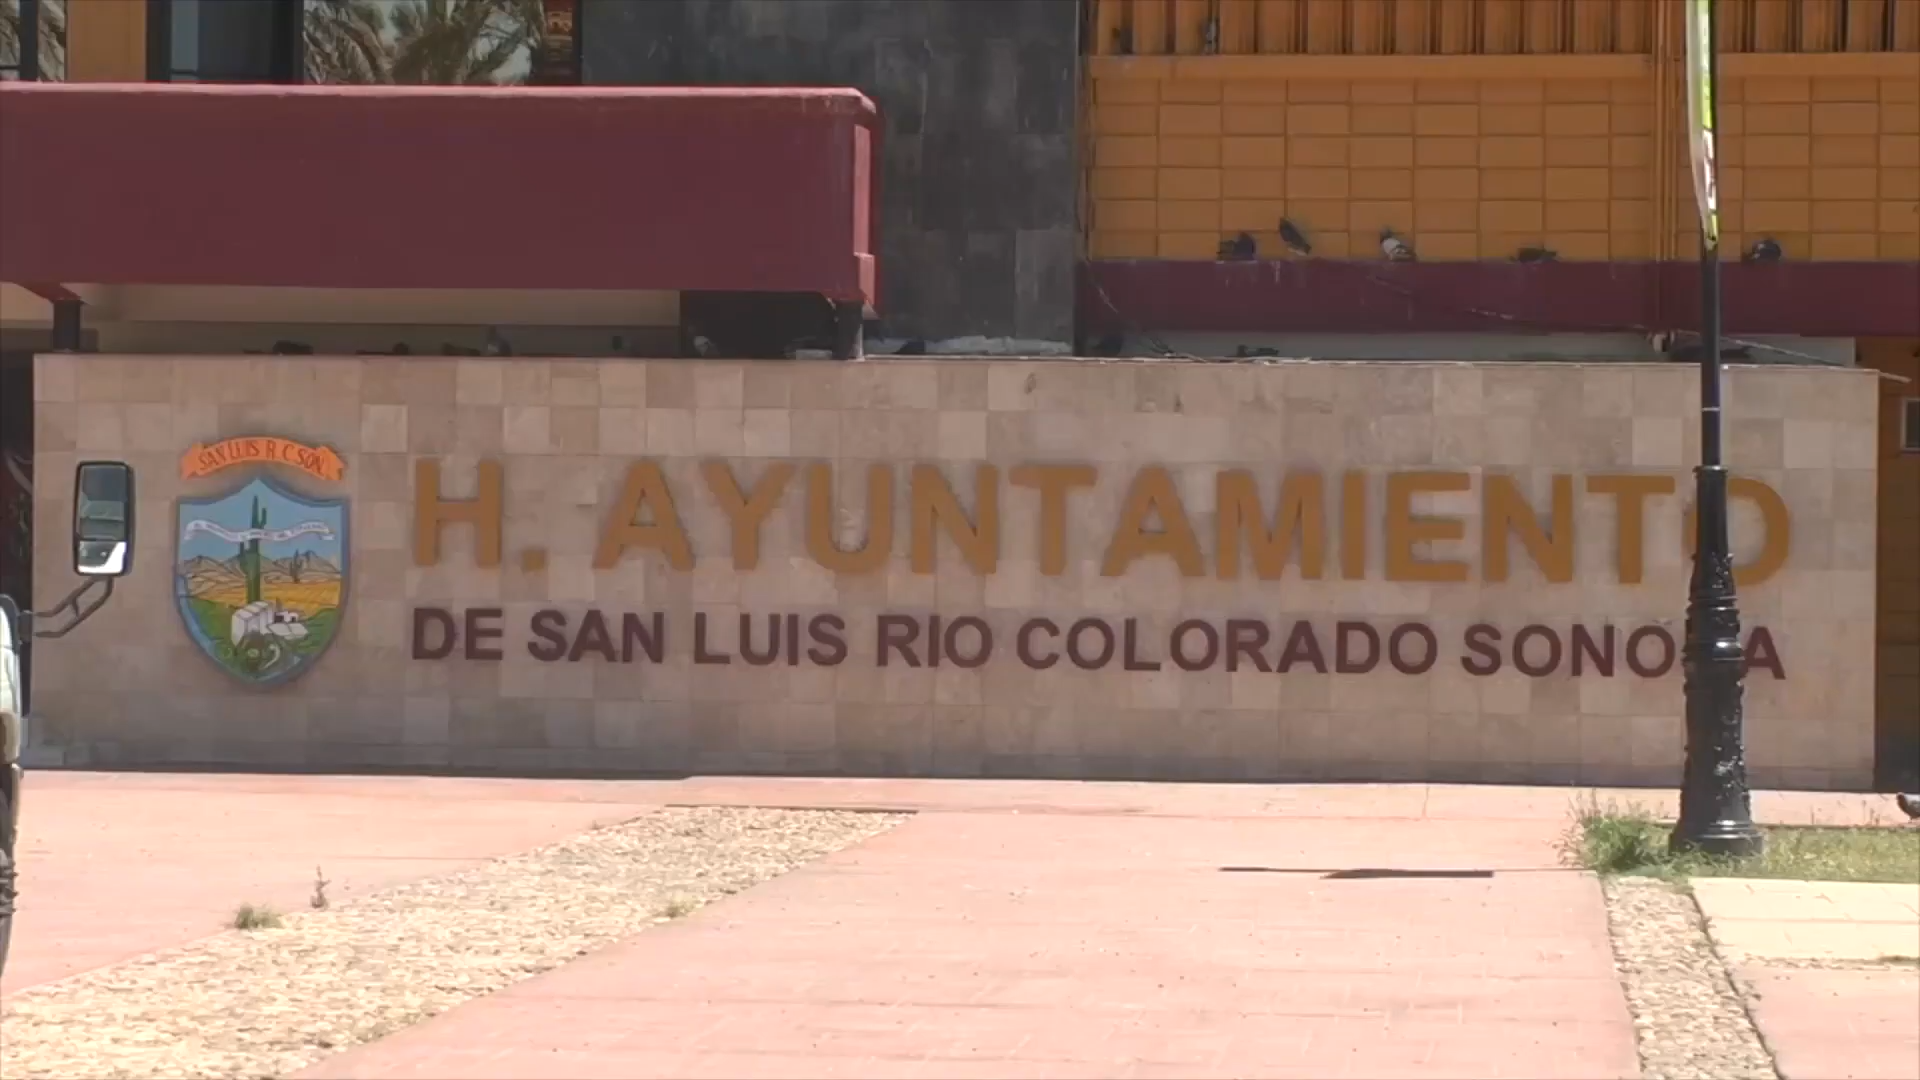 SAN LUIS R. C. SON.
H. AYUNTAMIENTO
DE SAN LUIS RIO COLORADO SONORA